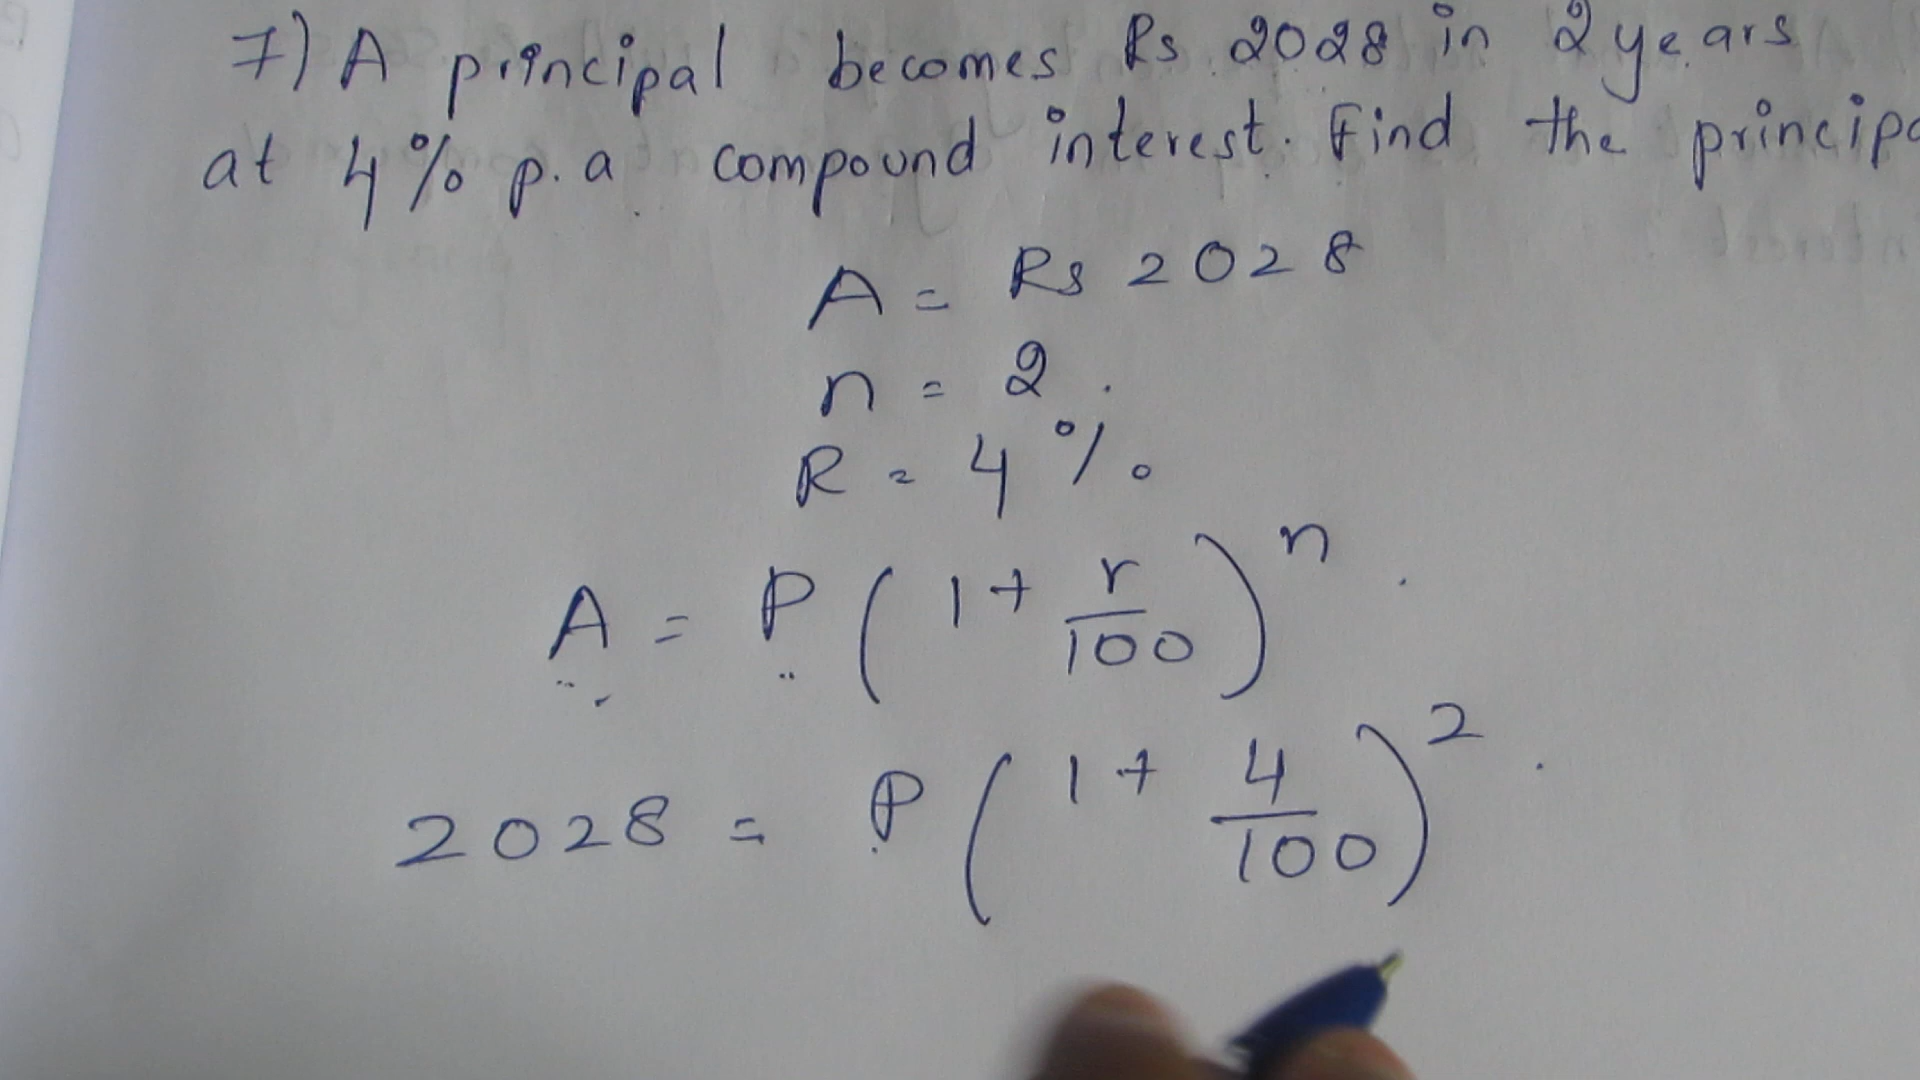 7) A principal becomes Rs 2028 in 2 years
at 4% p.a compound interest. Find the principa
A = Rs 2028
n = 2
R = 4%
A = P (1 + r/100)^n
2028 = P (1 + 4/100)^2